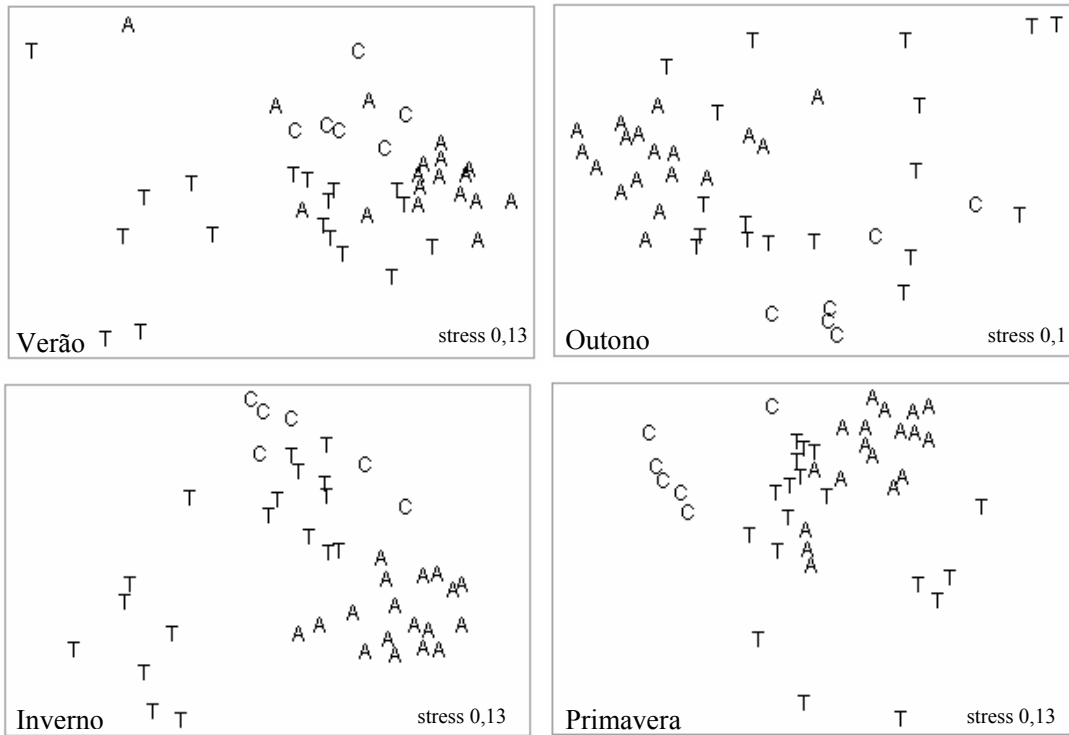 Verão
stress 0,13
Outono
stress 0,1
Inverno
stress 0,13
Primavera
stress 0,13